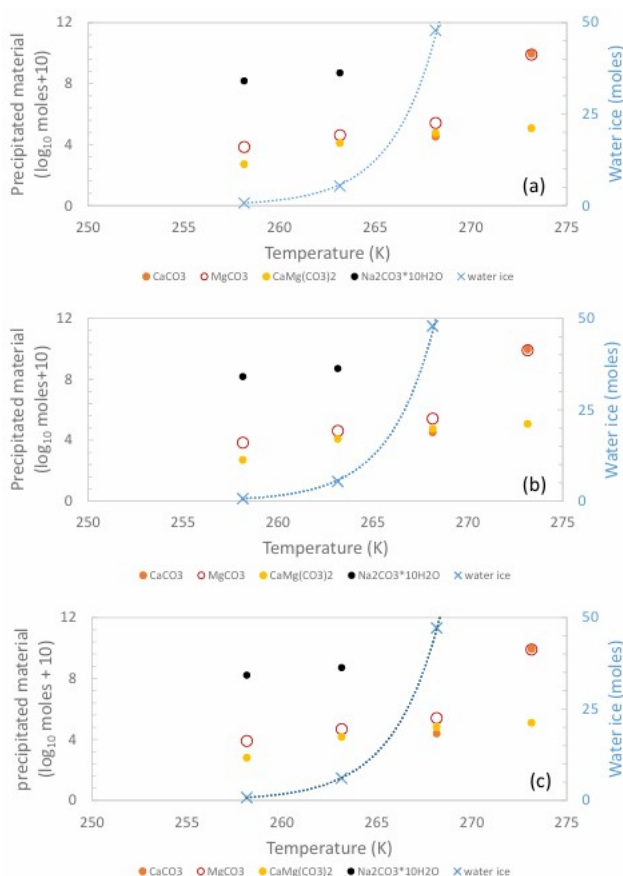 12
8
4
0
50
25
0
Precipitated material
(log10 moles+10)
Water ice (moles)
(a)
250 255 260 265 270 275
Temperature (K)
CaCO3 MgCO3 CaMg(CO3)2 Na2CO3*10H2O water ice
12
8
4
0
50
25
0
Precipitated material
(log10 moles+10)
Water ice (moles)
(b)
250 255 260 265 270 275
Temperature (K)
CaCO3 MgCO3 CaMg(CO3)2 Na2CO3*10H2O water ice
12
8
4
0
50
25
0
precipitated material
(log10 moles + 10)
Water ice (moles)
(c)
250 255 260 265 270 275
Temperature (K)
CaCO3 MgCO3 CaMg(CO3)2 Na2CO3*10H2O water ice